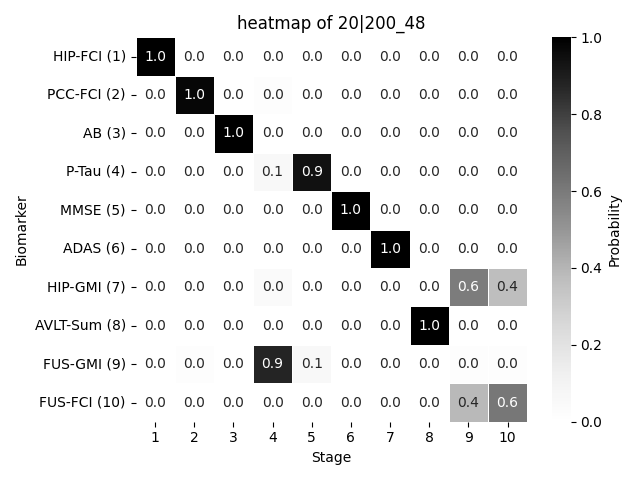 heatmap of 20|200_48
HIP-FCI (1) 1.0 0.0 0.0 0.0 0.0 0.0 0.0 0.0 0.0 0.0
PCC-FCI (2) 0.0 1.0 0.0 0.0 0.0 0.0 0.0 0.0 0.0 0.0
AB (3) 0.0 0.0 1.0 0.0 0.0 0.0 0.0 0.0 0.0 0.0
P-Tau (4) 0.0 0.0 0.0 0.1 0.9 0.0 0.0 0.0 0.0 0.0
MMSE (5) 0.0 0.0 0.0 0.0 0.0 1.0 0.0 0.0 0.0 0.0
ADAS (6) 0.0 0.0 0.0 0.0 0.0 0.0 1.0 0.0 0.0 0.0
HIP-GMI (7) 0.0 0.0 0.0 0.0 0.0 0.0 0.0 0.0 0.6 0.4
AVLT-Sum (8) 0.0 0.0 0.0 0.0 0.0 0.0 0.0 1.0 0.0 0.0
FUS-GMI (9) 0.0 0.0 0.0 0.9 0.1 0.0 0.0 0.0 0.0 0.0
FUS-FCI (10) 0.0 0.0 0.0 0.0 0.0 0.0 0.0 0.0 0.4 0.6
1 2 3 4 5 6 7 8 9 10
Stage
Biomarker
1.0
0.8
0.6
0.4
0.2
0.0
Probability